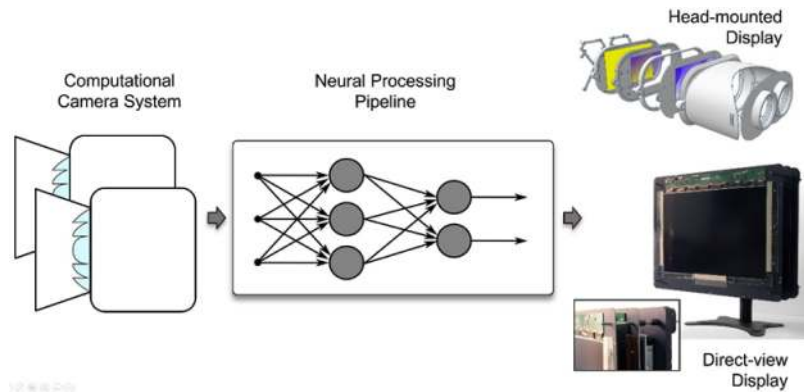 Computational
Camera System
Neural Processing
Pipeline
Head-mounted
Display
Direct-view
Display